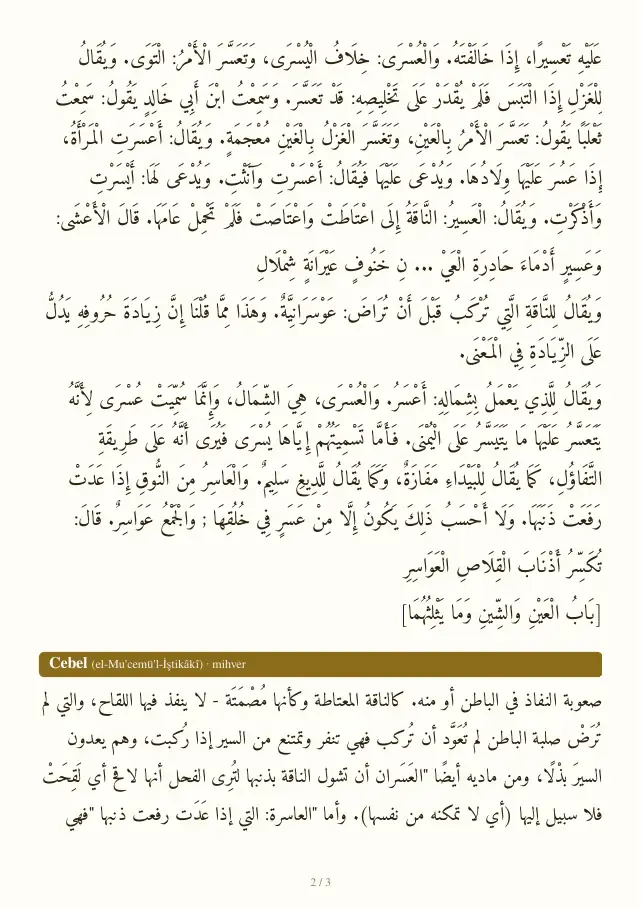 عَلَيْهِ تَعْسِيرًا، إِذَا خَالَفْتَهُ. وَالْعُسْرَى: خِلَافُ الْيُسْرَى، وَتَعَسَّرَ الْأَمْرُ: الْتَوَى. وَيُقَالُ
لِلْغَزْلِ إِذَا الْتَبَسَ فَلَمْ يُقْدَرْ عَلَى تَخْلِيصِهِ: قَدْ تَعَسَّرَ. وَسَمِعْتُ ابْنَ أَبِي خَالِدٍ يَقُولُ: سَمِعْتُ
ثَعْلَبًا يَقُولُ: تَعَسَّرَ الْأَمْرُ بِالْعَيْنِ، وَتَغَسَّرَ الْغَزْلُ بِالْغَيْنِ مُعْجَمَةٍ. وَيُقَالُ: أَعْسَرَتِ الْمَرْأَةُ،
إِذَا عَسُرَ عَلَيْهَا وِلَادُهَا. وَيُدْعَى عَلَيْهَا فَيُقَالُ: أَعْسَرْتِ وَآنَثْتِ. وَيُدْعَى لَهَا: أَيْسَرْتِ
وَأَذْكَرْتِ. وَيُقَالُ: الْعَسِيرُ: النَّاقَةُ إِلَى اعْتَاطَتْ وَاعْتَاصَتْ فَلَمْ تَحْمِلْ عَامَهَا. قَالَ الْأَعْشَى:
وَعَسِيرٍ أَدْمَاءَ حَادِرَةِ الْعَيْ ... نِ خَنُوفٍ عَيْرَانَةٍ شِمْلَالِ
وَيُقَالُ لِلنَّاقَةِ الَّتِي تُرْكَبُ قَبْلَ أَنْ تُرَاضَ: عَوْسَرَانِيَّةٌ. وَهَذَا مِمَّا قُلْنَا إِنَّ زِيَادَةَ حُرُوفِهِ يَدُلُّ
عَلَى الزِّيَادَةِ فِي الْمَعْنَى.
وَيُقَالُ لِلَّذِي يَعْمَلُ بِشِمَالِهِ: أَعْسَرُ. وَالْعُسْرَى، هِيَ الشِّمَالُ، وَإِنَّمَا سُمِّيَتْ عُسْرَى لِأَنَّهُ
يَتَعَسَّرُ عَلَيْهَا مَا يَتَيَسَّرُ عَلَى الْيُمْنَى. فَأَمَّا تَسْمِيَتُهُمْ إِيَّاهَا يُسْرَى فَيُرَى أَنَّهُ عَلَى طَرِيقَةِ
التَّفَاؤُلِ، كَمَا يُقَالُ لِلْبَيْدَاءِ مَفَازَةٌ، وَكَمَا يُقَالُ لِلَّدِيغِ سَلِيمٌ. وَالْعَاسِرُ مِنَ النُّوقِ إِذَا عَدَتْ
رَفَعَتْ ذَنَبَهَا. وَلَا أَحْسَبُ ذَلِكَ يَكُونُ إِلَّا مِنْ عَسَرٍ فِي خُلُقِهَا ; وَالْجَمْعُ عَوَاسِرٌ. قَالَ:
تُكَسِّرُ أَذْنَابَ الْقِلَاصِ الْعَوَاسِرِ
[بَابُ الْعَيْنِ وَالشِّينِ وَمَا يَثْلِثُهُمَا]
Cebel (el-Mu'cemü'l-İştikâkî) · mihver
صعوبة النفاذ في الباطن أو منه. كالناقة المعتاطة وكأنها مُصْمَتَة - لا ينفذ فيها اللقاح، والتي لم
تُرَضْ صلبة الباطن لم تُعَوَّد أن تُركب فهي تنفر وتمتنع من السير إذا رُكبت، وهم يعدون
السيرَ بذْلًا، ومن ماديه أيضًا "العَسَران أن تشول الناقة بذنبها لتُرِى الفحل أنها لاقح أي لَقِحَتْ
فلا سبيل إليها (أي لا تمكنه من نفسها). وأما "العاسرة: التي إذا عَدَت رفعت ذنبها "فهي
2 / 3